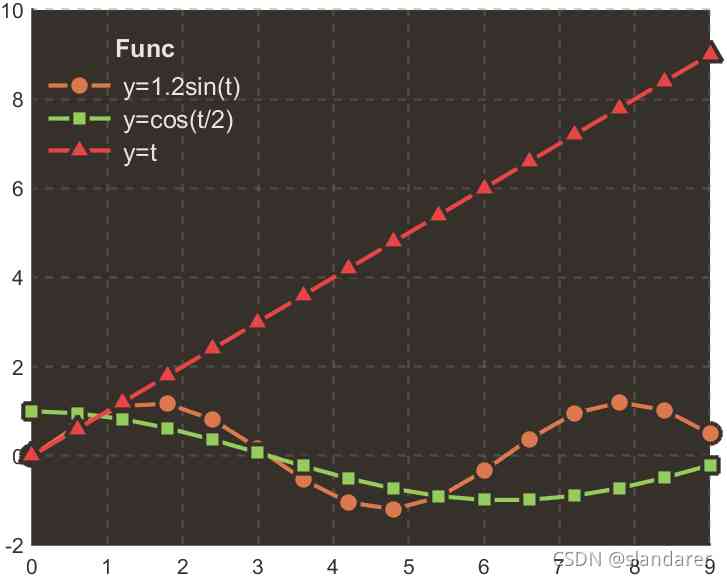 10
Func
y=1.2sin(t)
8
y=cos(t/2)
y=t
6
4
2
0
-2
0 1 2 3 4 5 6 7 8 9
CSDN @slandarer